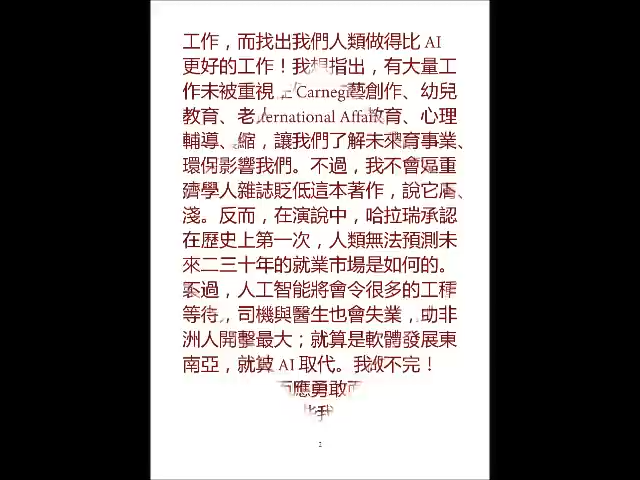 工作，而找出我們人類做得比 AI
更好的工作！我想指出，有大量工
作未被重視，Carnegi藝創作、幼兒
教育、老ternational Affai教育、心理
輔導、縮，讓我們了解未來育事業、
環保影響我們。不過，我不會區重
濟學人雜誌貶低這本著作，說它膚、
淺。反而，在演說中，哈拉瑞承認
在歷史上第一次，人類無法預測未
來二三十年的就業市場是如何的。
不過，人工智能將會令很多的工種
等待，司機與醫生也會失業，助非
洲人開擊最大；就算是軟體發展東
南亞，就被 AI 取代。我改不完！
而應勇敢而
些我
2